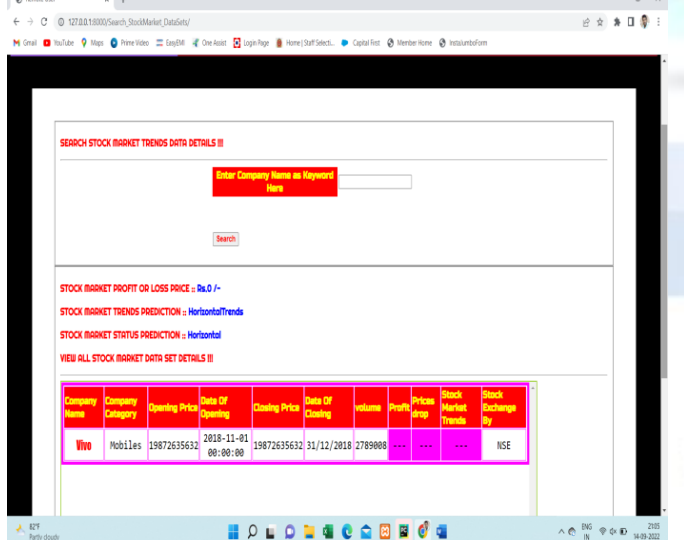 127.0.0.1:8000/Search_StockMarket_DataSets/
Gmail YouTube Maps Prime Video EasyEMI One Assist Login Page Home | Staff Selecti... Capital First Member Home InstaJumboForm
SEARCH STOCK MARKET TRENDS DATA DETAILS !!!
Enter Company Name as Keyword
Here
Search
STOCK MARKET PROFIT OR LOSS PRICE :: Rs.0 /-
STOCK MARKET TRENDS PREDICTION :: HorizontalTrends
STOCK MARKET STATUS PREDICTION :: Horizontal
VIEW ALL STOCK MARKET DATA SET DETAILS !!!
Company Name Company Category Opening Price Date Of Opening Closing Price Date Of Closing volume Profit Prices drop Stock Market Trends Stock Exchange By
Vivo Mobiles 19872635632 2018-11-01 00:00:00 19872635632 31/12/2018 2789008 --- --- --- NSE
82°F
Partly cloudy
ENG
IN
21:05
14-09-2022